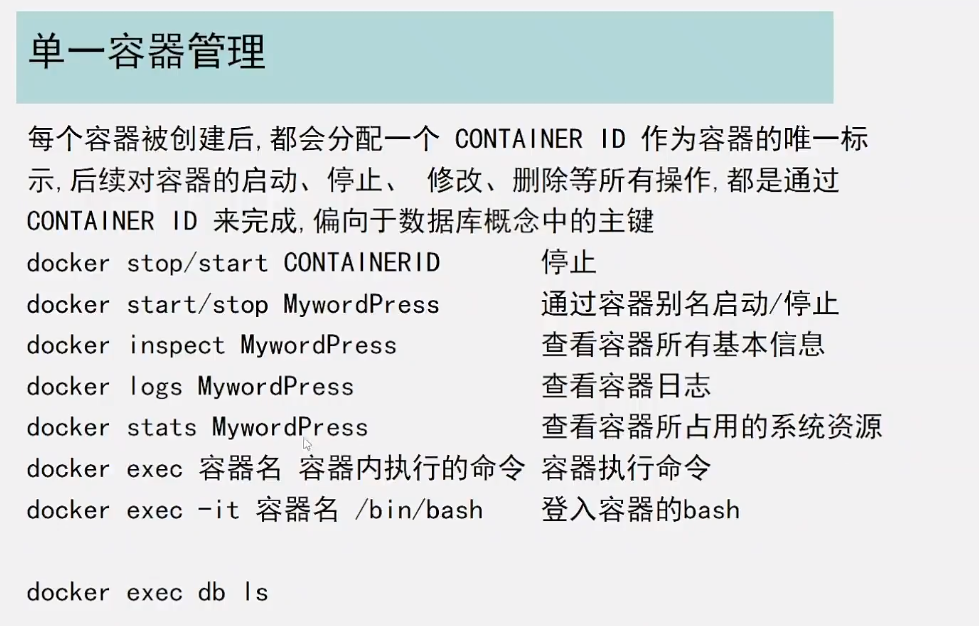 单一容器管理
每个容器被创建后,都会分配一个 CONTAINER ID 作为容器的唯一标
示,后续对容器的启动、停止、 修改、删除等所有操作,都是通过
CONTAINER ID 来完成,偏向于数据库概念中的主键
docker stop/start CONTAINERID 停止
docker start/stop MywordPress 通过容器别名启动/停止
docker inspect MywordPress 查看容器所有基本信息
docker logs MywordPress 查看容器日志
docker stats MywordPress 查看容器所占用的系统资源
docker exec 容器名 容器内执行的命令 容器执行命令
docker exec -it 容器名 /bin/bash 登入容器的bash
docker exec db ls